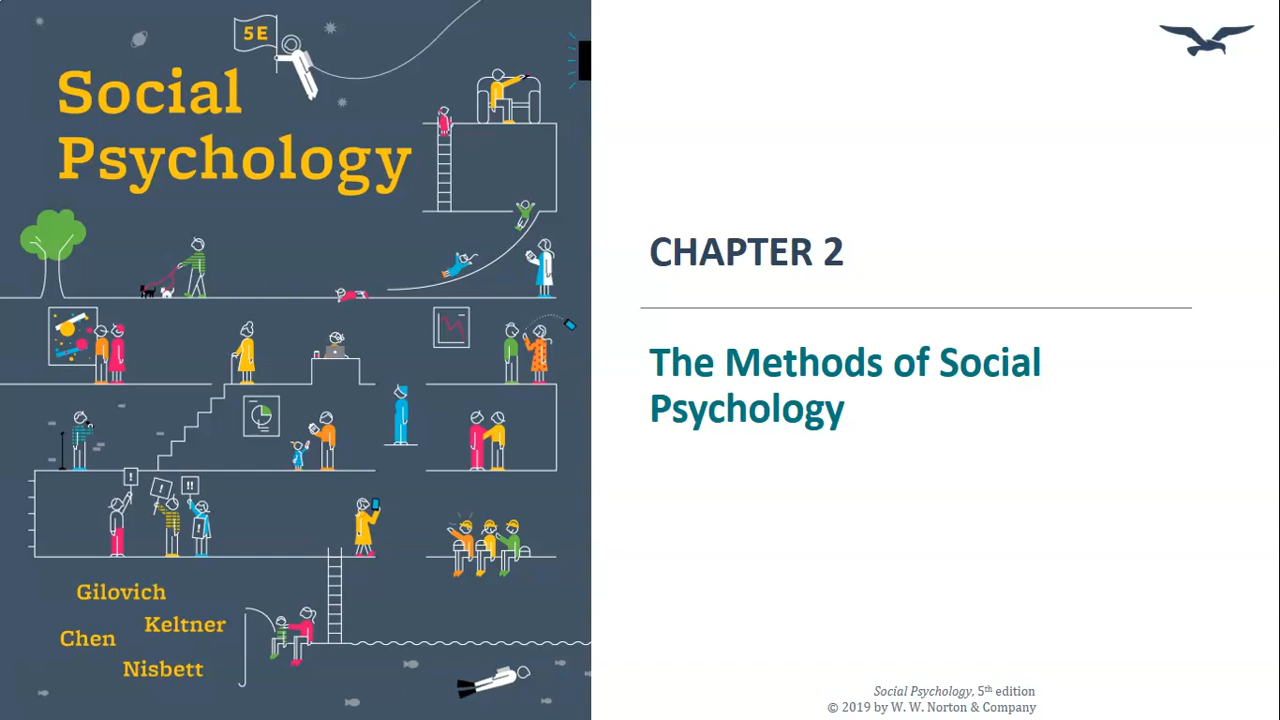 5E
Social
Psychology
!
!
!!
!
Gilovich
Keltner
Chen
Nisbett
CHAPTER 2
The Methods of Social
Psychology
Social Psychology, 5th edition
© 2019 by W. W. Norton & Company